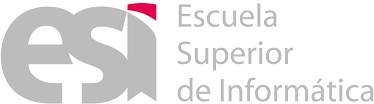 esi
Escuela
Superior
de Informática